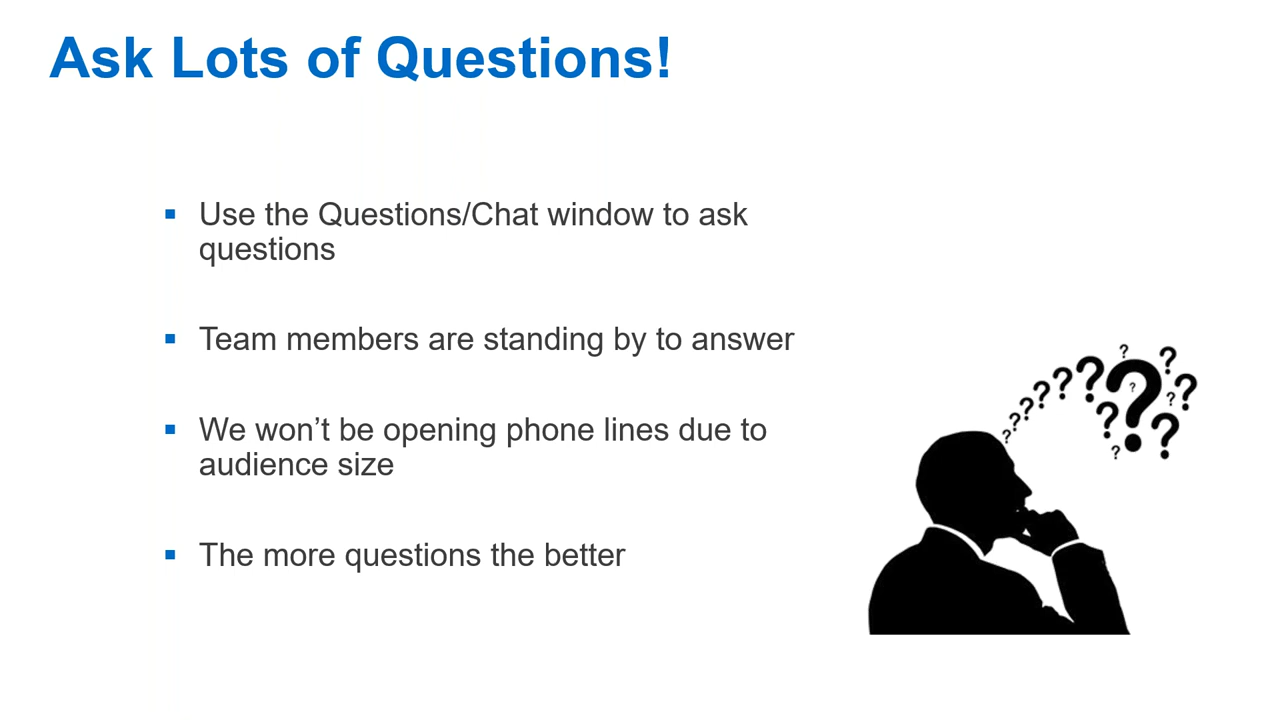 Ask Lots of Questions!
▪ Use the Questions/Chat window to ask
questions
▪ Team members are standing by to answer
▪ We won’t be opening phone lines due to
audience size
▪ The more questions the better